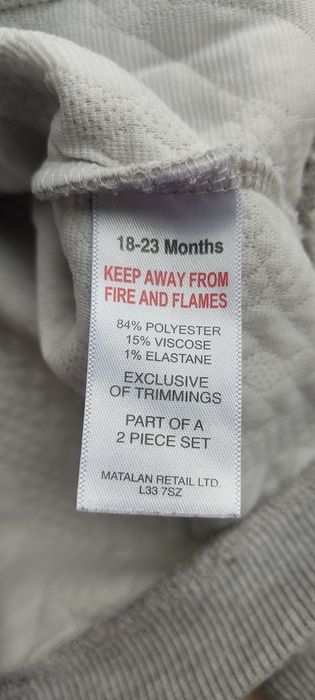 18-23 Months
KEEP AWAY FROM
FIRE AND FLAMES
84% POLYESTER
15% VISCOSE
1% ELASTANE
EXCLUSIVE
OF TRIMMINGS
PART OF A
2 PIECE SET
MATALAN RETAIL LTD
L33 7SZ